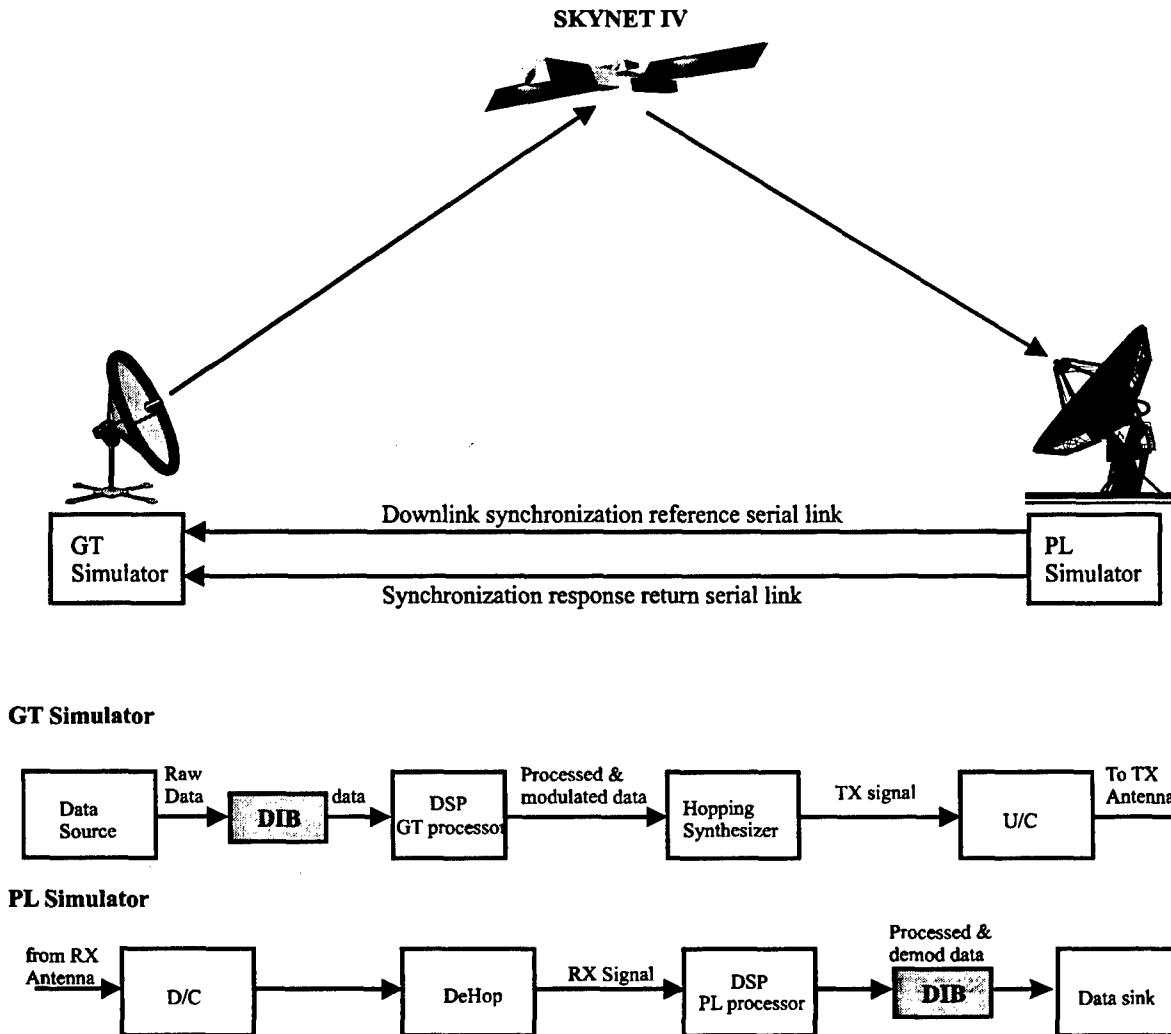 SKYNET IV
Downlink synchronization reference serial link
GT
Simulator
PL
Simulator
Synchronization response return serial link
GT Simulator
Data
Source
Raw
Data
DIB
data
DSP
GT processor
Processed &
modulated data
Hopping
Synthesizer
TX signal
U/C
To TX
Antenna
PL Simulator
from RX
Antenna
D/C
DeHop
RX Signal
DSP
PL processor
Processed &
demod data
DIB
Data sink